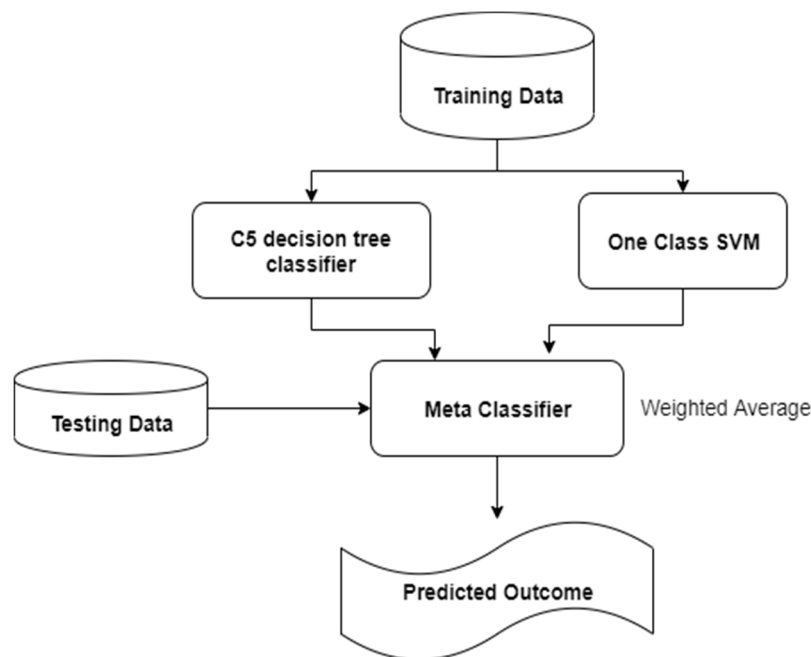 Training Data
C5 decision tree
classifier
One Class SVM
Testing Data
Meta Classifier
Weighted Average
Predicted Outcome